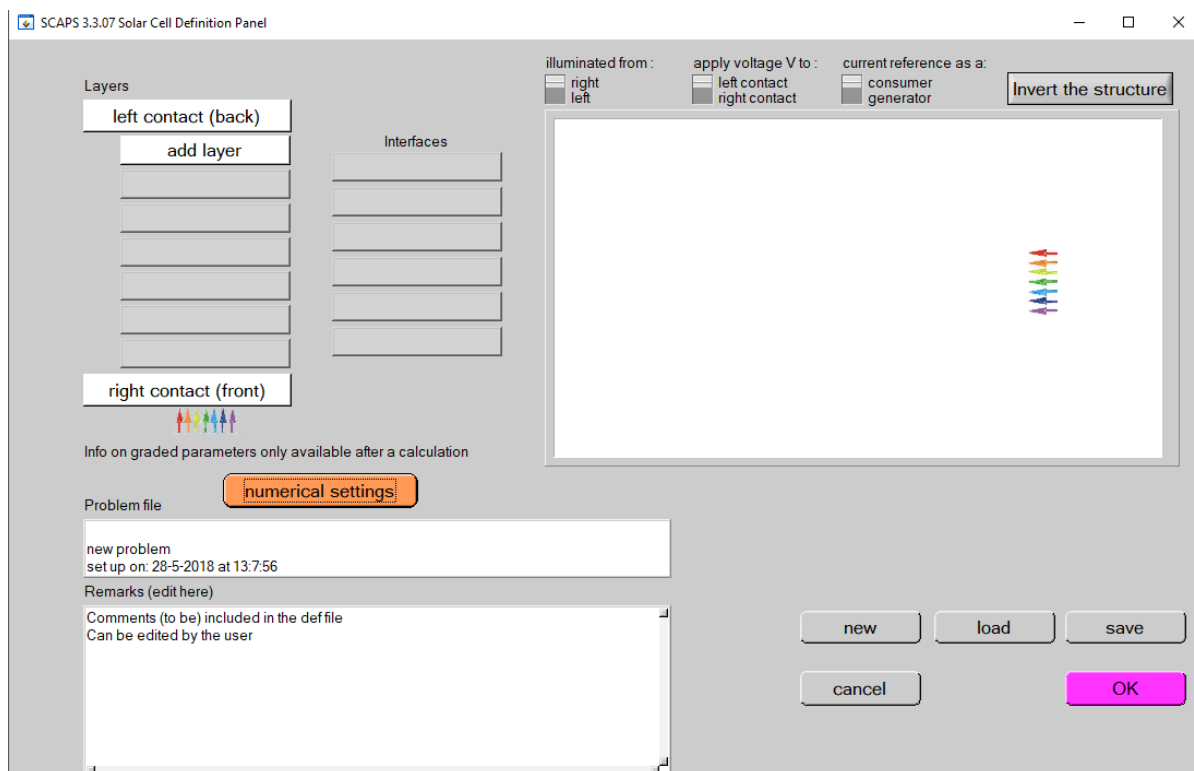 SCAPS 3.3.07 Solar Cell Definition Panel
illuminated from :
right
left
apply voltage V to :
left contact
right contact
current reference as a:
consumer
generator
Invert the structure
Layers
left contact (back)
add layer
Interfaces
right contact (front)
Info on graded parameters only available after a calculation
numerical settings
Problem file
new problem
set up on: 28-5-2018 at 13:7:56
Remarks (edit here)
Comments (to be) included in the def file
Can be edited by the user
new
load
save
cancel
OK